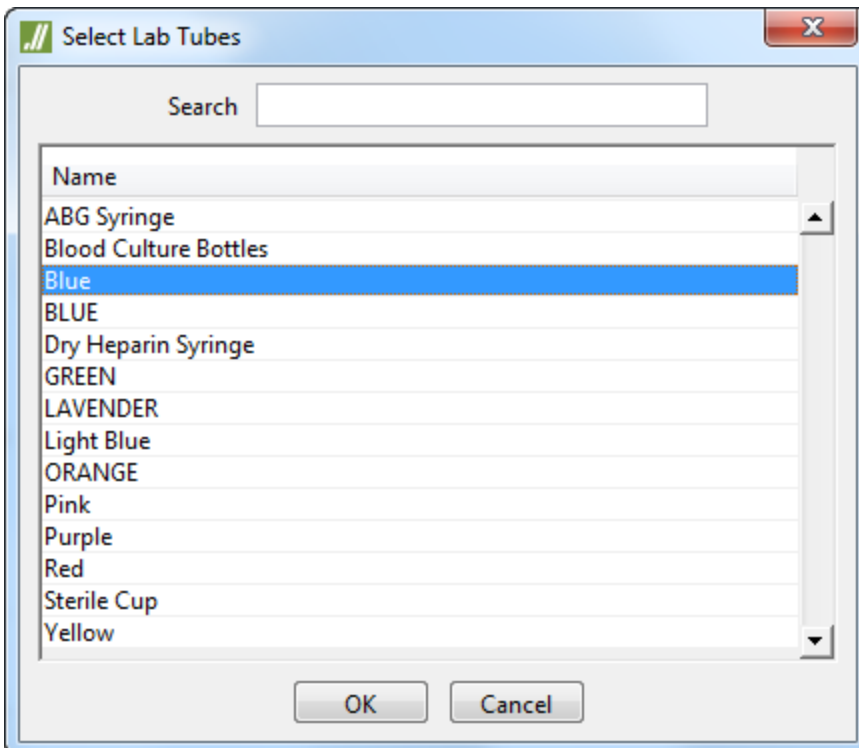 Select Lab Tubes
Search
Name
ABG Syringe
Blood Culture Bottles
Blue
BLUE
Dry Heparin Syringe
GREEN
LAVENDER
Light Blue
ORANGE
Pink
Purple
Red
Sterile Cup
Yellow
OK Cancel